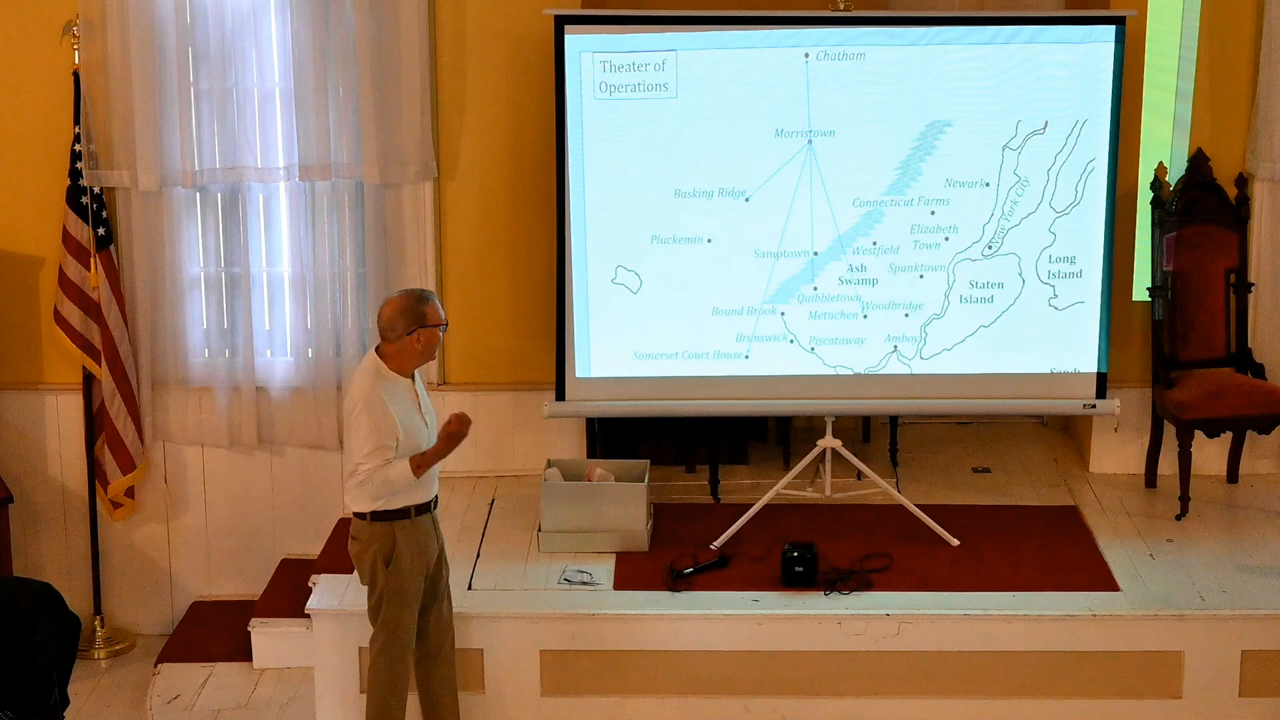 Theater of
Operations
Chatham
Morristown
Basking Ridge
Newark
Connecticut Farms
New York City
Pluckemin
Elizabeth
Town
Samptown
Westfield
Ash
Swamp
Spanktown
Long
Island
Staten
Island
Quibbletown
Bound Brook
Metuchen
Woodbridge
Brunswick
Piscataway
Amboy
Somerset Court House